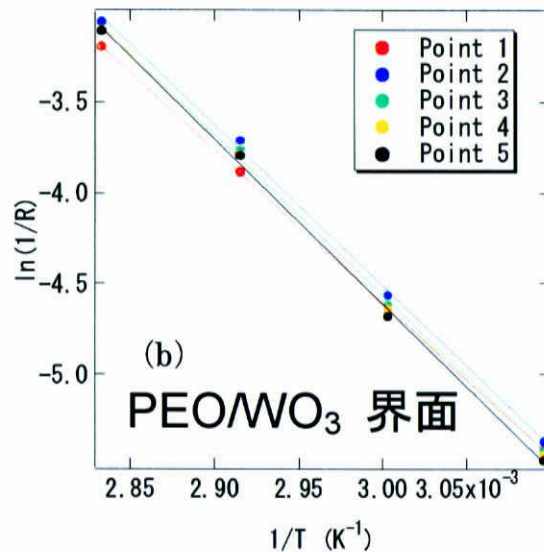 Point 1
Point 2
Point 3
Point 4
Point 5
ln(1/R)
-3.5
-4.0
-4.5
-5.0
(b)
PEO/WO₃ 界面
2.85 2.90 2.95 3.00 3.05x10⁻³
1/T (K⁻¹)